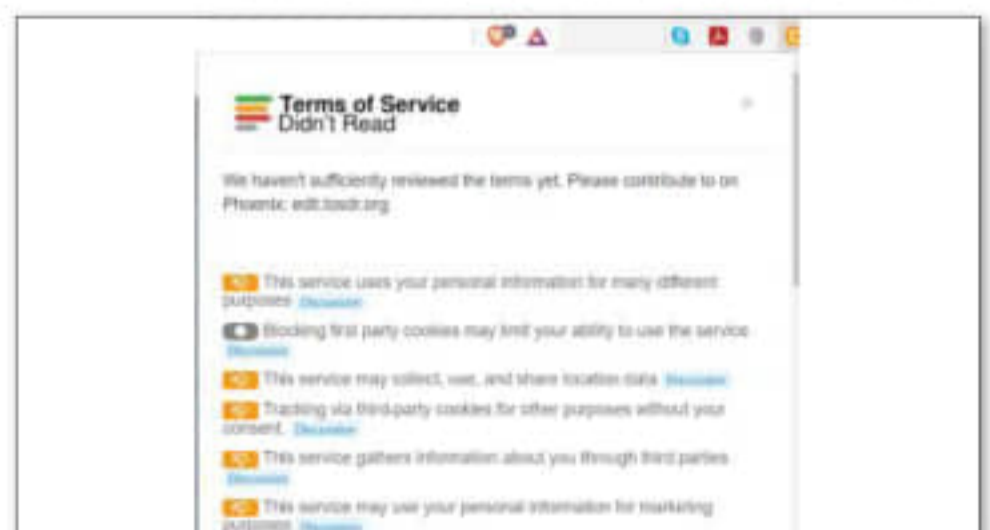 Terms of Service
Didn't Read
We haven't sufficiently reviewed the terms yet. Please contribute to on
Phoenix: edit.tosdr.org
This service uses your personal information for many different
purposes Discussion
Blocking first party cookies may limit your ability to use the service
Discussion
This service may collect, use, and share location data Discussion
Tracking via third-party cookies for other purposes without your
consent. Discussion
This service gathers information about you through third parties
Discussion
This service may use your personal information for marketing
purposes Discussion